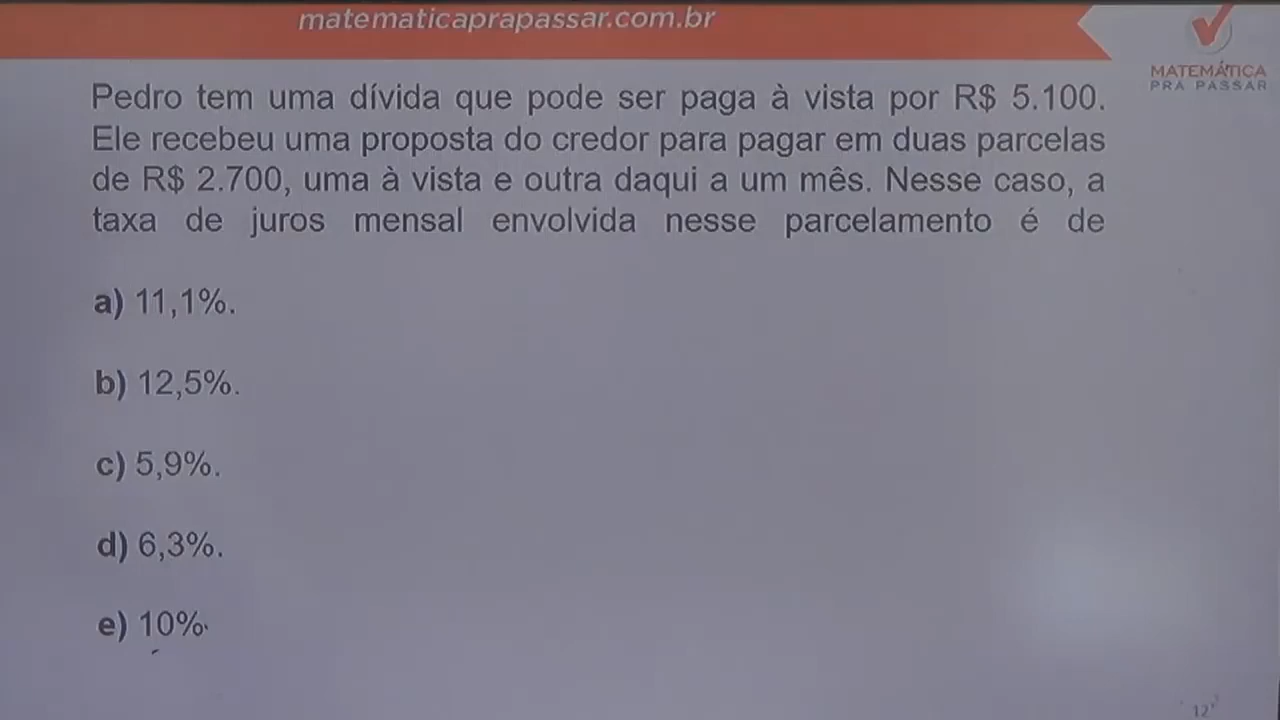 matematicaprapassar.com.br
MATEMÁTICA
PRA PASSAR
Pedro tem uma dívida que pode ser paga à vista por R$ 5.100.
Ele recebeu uma proposta do credor para pagar em duas parcelas
de R$ 2.700, uma à vista e outra daqui a um mês. Nesse caso, a
taxa de juros mensal envolvida nesse parcelamento é de
a) 11,1%.
b) 12,5%.
c) 5,9%.
d) 6,3%.
e) 10%.
12